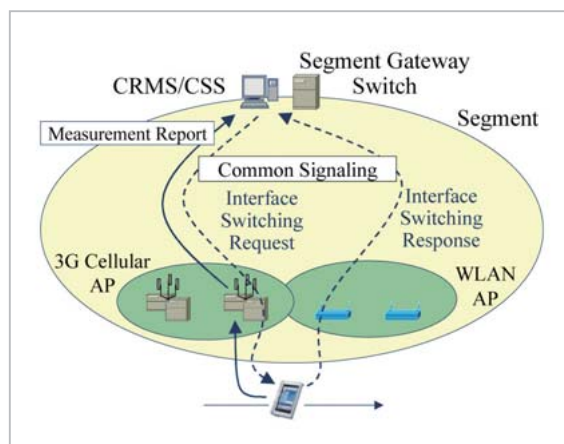 CRMS/CSS
Segment Gateway
Switch
Segment
Measurement Report
Common Signaling
Interface
Switching
Request
Interface
Switching
Response
3G Cellular
AP
WLAN
AP